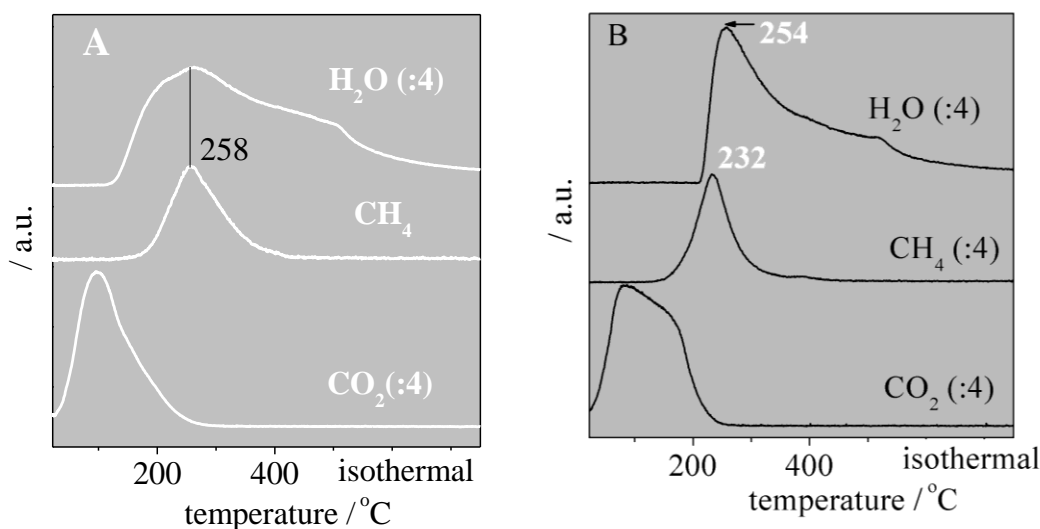 A
H₂O (:4)
258
CH₄
CO₂(:4)
/ a.u.
200
400
isothermal
temperature / °C
B
254
H₂O (:4)
232
CH₄ (:4)
CO₂ (:4)
/ a.u.
200
400
isothermal
temperature / °C